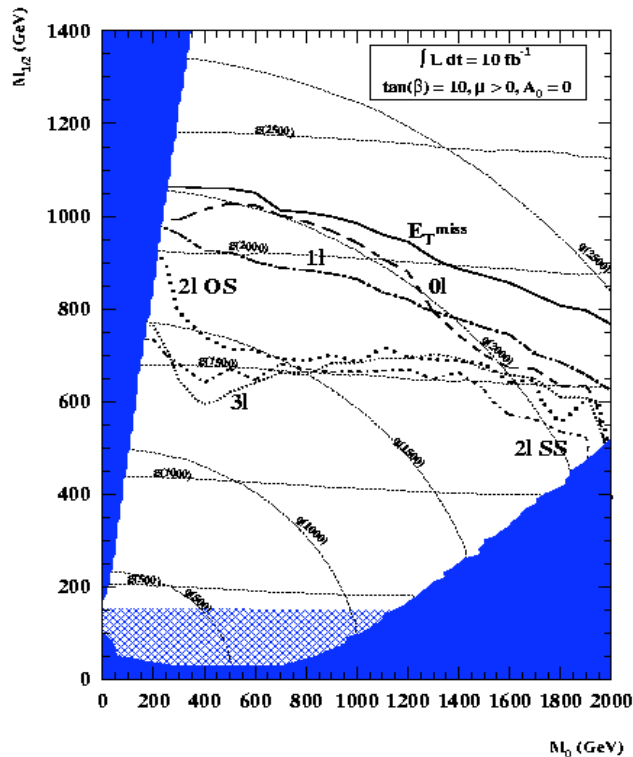 M1/2 (GeV)
1400
1200
1000
800
600
400
200
0
∫ L dt = 10 fb-1
tan(β) = 10, μ > 0, A0 = 0
g̃(2500)
q̃(2500)
ETmiss
g̃(2000)
1l
0l
2l OS
q̃(2000)
g̃(1500)
3l
q̃(1500)
2l SS
g̃(1000)
q̃(1000)
g̃(500)
q̃(500)
0 200 400 600 800 1000 1200 1400 1600 1800 2000
M0 (GeV)